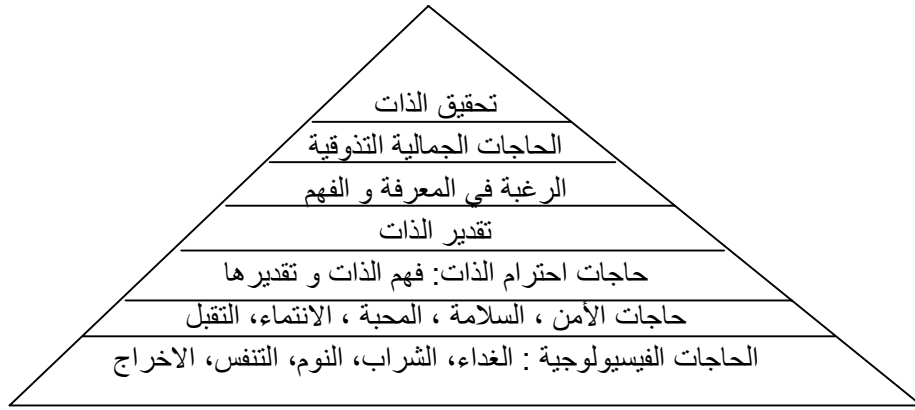 تحقيق الذات
الحاجات الجمالية التذوقية
الرغبة في المعرفة و الفهم
تقدير الذات
حاجات احترام الذات: فهم الذات و تقديرها
حاجات الأمن ، السلامة ، المحبة ، الانتماء، التقبل
الحاجات الفيسيولوجية : الغداء، الشراب، النوم، التنفس، الاخراج